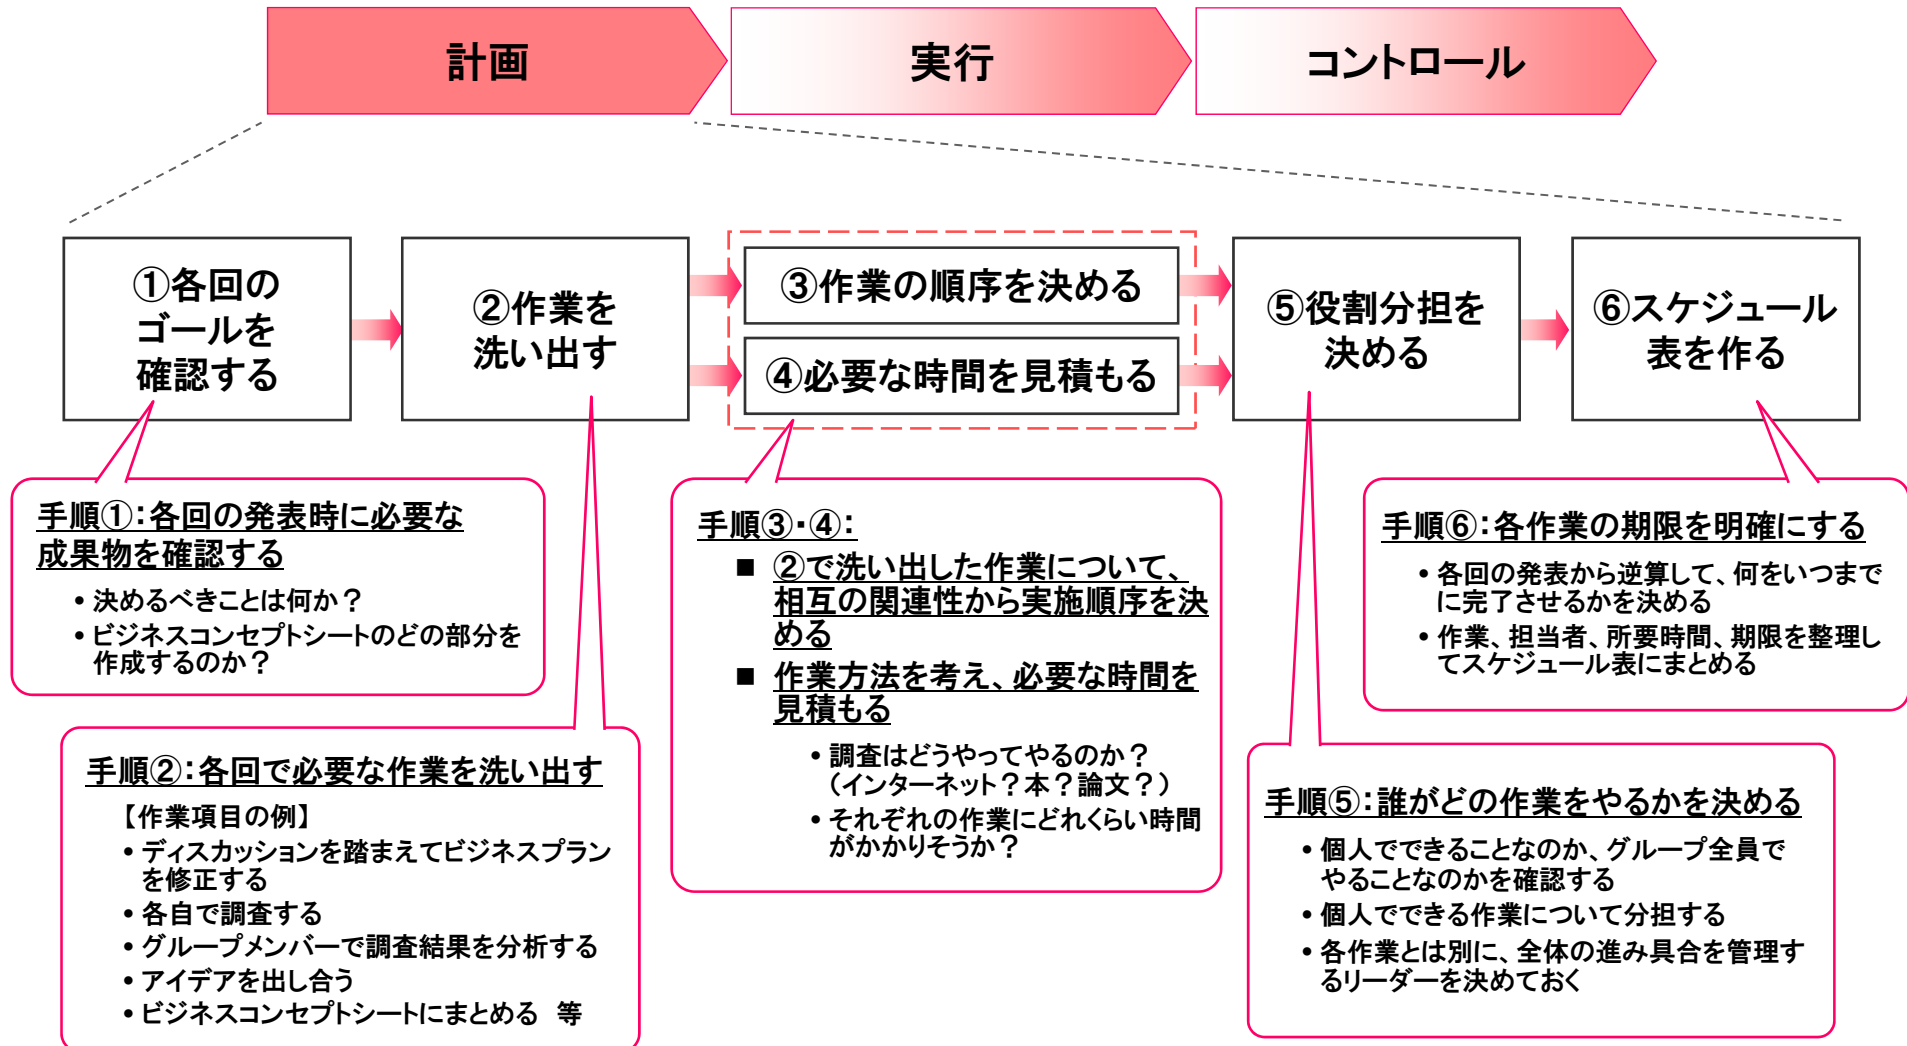 計画
実行
コントロール
①各回の
ゴールを
確認する
②作業を
洗い出す
③作業の順序を決める
④必要な時間を見積もる
⑤役割分担を
決める
⑥スケジュール
表を作る
手順①：各回の発表時に必要な
成果物を確認する
• 決めるべきことは何か？
• ビジネスコンセプトシートのどの部分を
作成するのか？
手順②：各回で必要な作業を洗い出す
【作業項目の例】
• ディスカッションを踏まえてビジネスプラン
を修正する
• 各自で調査する
• グループメンバーで調査結果を分析する
• アイデアを出し合う
• ビジネスコンセプトシートにまとめる　等
手順③・④：
■ ②で洗い出した作業について、
相互の関連性から実施順序を決
める
■ 作業方法を考え、必要な時間を
見積もる
• 調査はどうやってやるのか？
（インターネット？本？論文？）
• それぞれの作業にどれくらい時間
がかかりそうか？
手順⑤：誰がどの作業をやるかを決める
• 個人でできることなのか、グループ全員で
やることなのかを確認する
• 個人でできる作業について分担する
• 各作業とは別に、全体の進み具合を管理す
るリーダーを決めておく
手順⑥：各作業の期限を明確にする
• 各回の発表から逆算して、何をいつまで
に完了させるかを決める
• 作業、担当者、所要時間、期限を整理し
てスケジュール表にまとめる